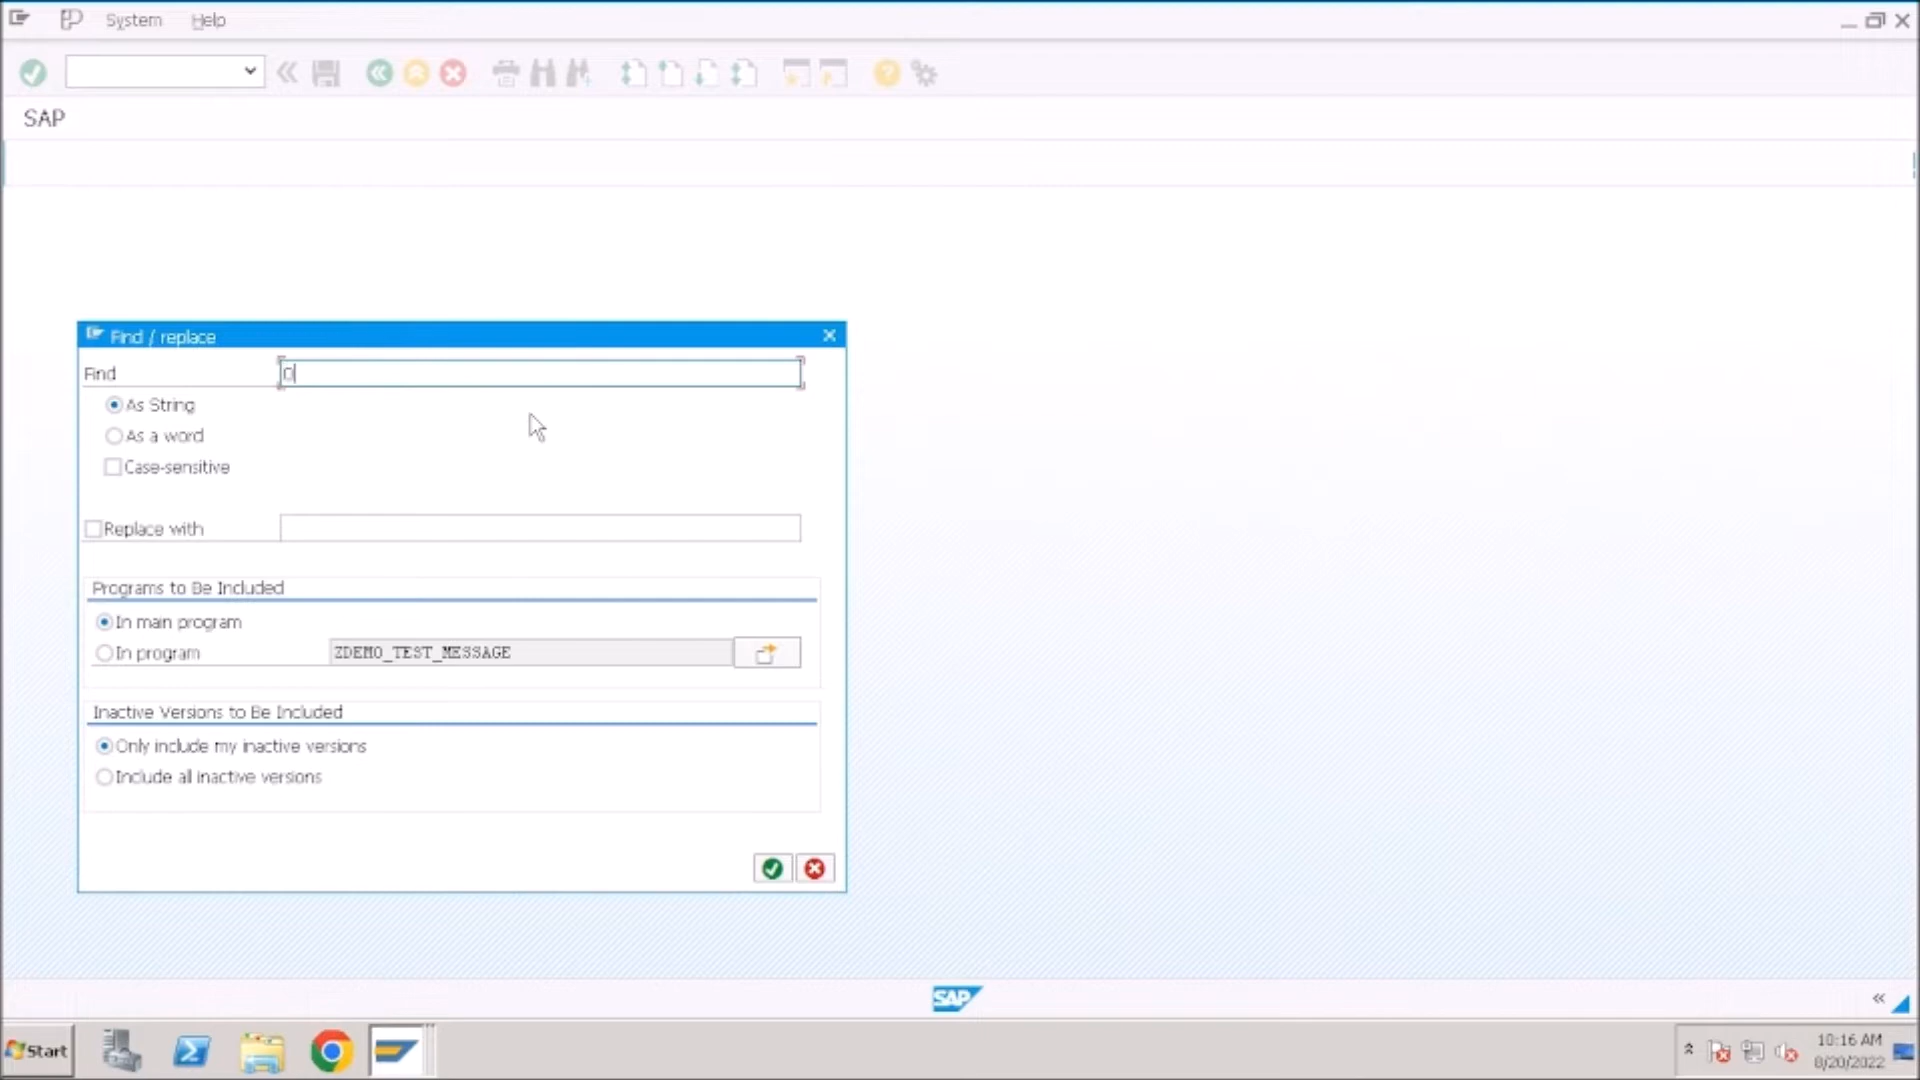 System Help
SAP
Find / replace
Find
As String
As a word
Case-sensitive
Replace with
Programs to Be Included
In main program
In program ZDEMO_TEST_MESSAGE
Inactive Versions to Be Included
Only include my inactive versions
Include all inactive versions
SAP
Start
10:16 AM
8/20/2022